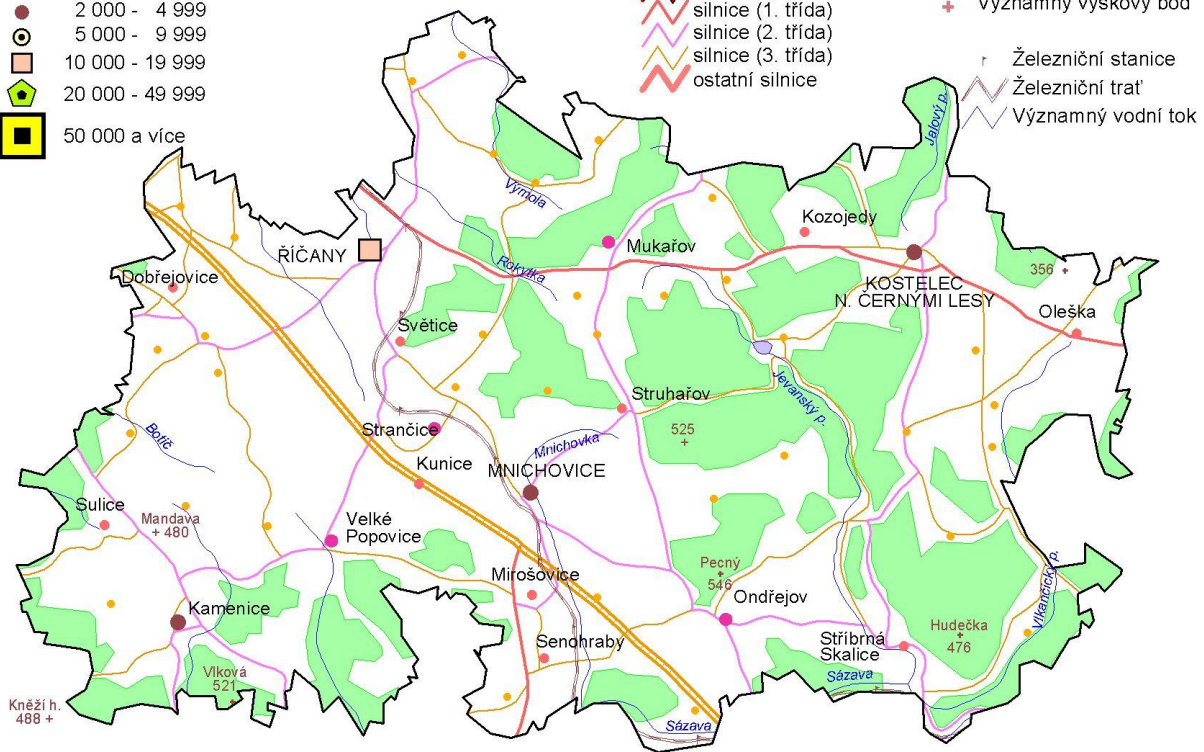 2 000 - 4 999
5 000 - 9 999
10 000 - 19 999
20 000 - 49 999
50 000 a více
silnice (1. třída)
silnice (2. třída)
silnice (3. třída)
ostatní silnice
Významný výškový bod
Železniční stanice
Železniční trať
Významný vodní tok
Jalový p.
Výmola
Kozojedy
Mukařov
ŘÍČANY
Rokytka
356
Dobřejovice
KOSTELEC
N. ČERNÝMI LESY
Oleška
Světice
Jevanský p.
Struhařov
525
Strančice
Mnichovka
Botič
Kunice
MNICHOVICE
Sulice
Mandava
480
Velké
Popovice
Pecný
546
Mirošovice
Vlkančický p.
Ondřejov
Kamenice
Hudečka
476
Senohraby
Stříbrná
Skalice
Vlková
521
Sázava
Kněží h.
488
Sázava